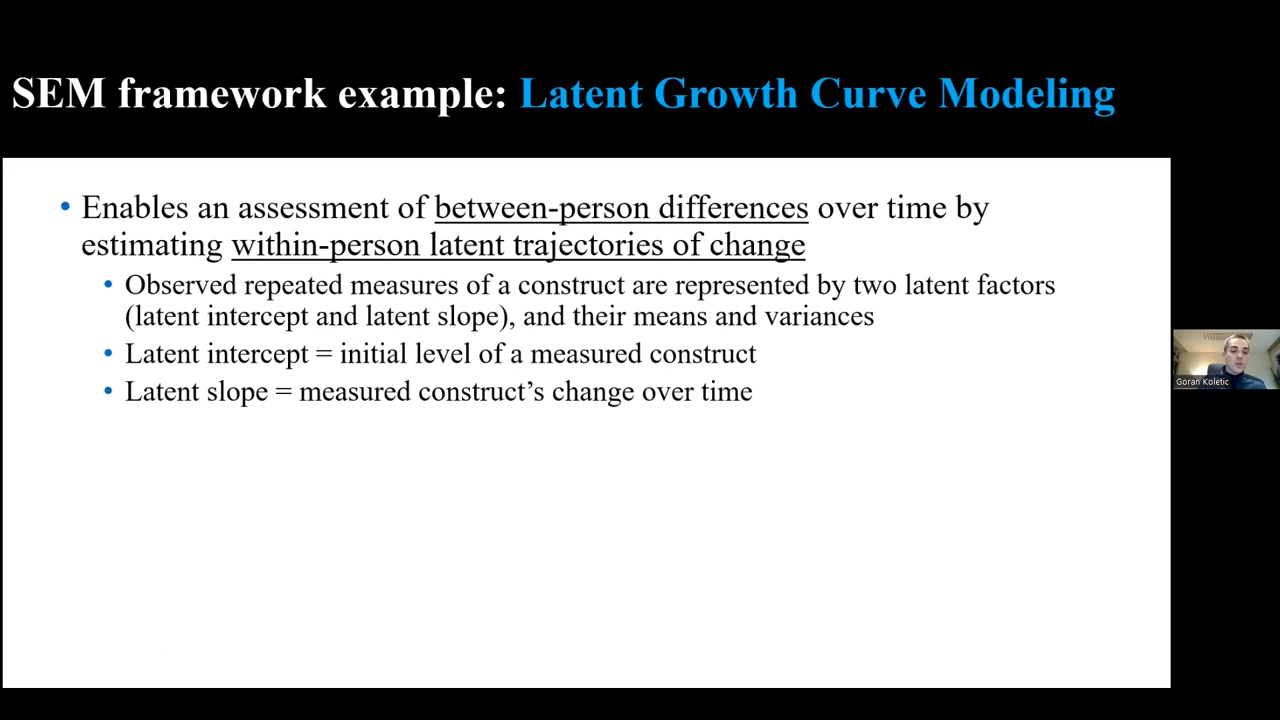 SEM framework example: Latent Growth Curve Modeling
• Enables an assessment of between-person differences over time by
estimating within-person latent trajectories of change
• Observed repeated measures of a construct are represented by two latent factors
(latent intercept and latent slope), and their means and variances
• Latent intercept = initial level of a measured construct
• Latent slope = measured construct’s change over time
Goran Koletic